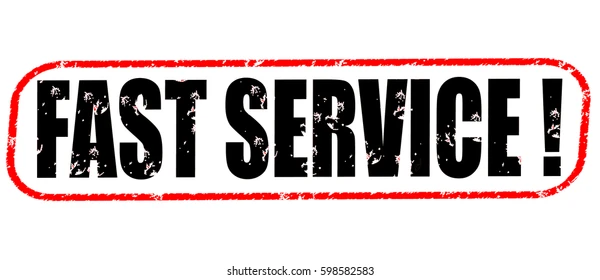 FAST SERVICE !
shutterstock.com · 598582583